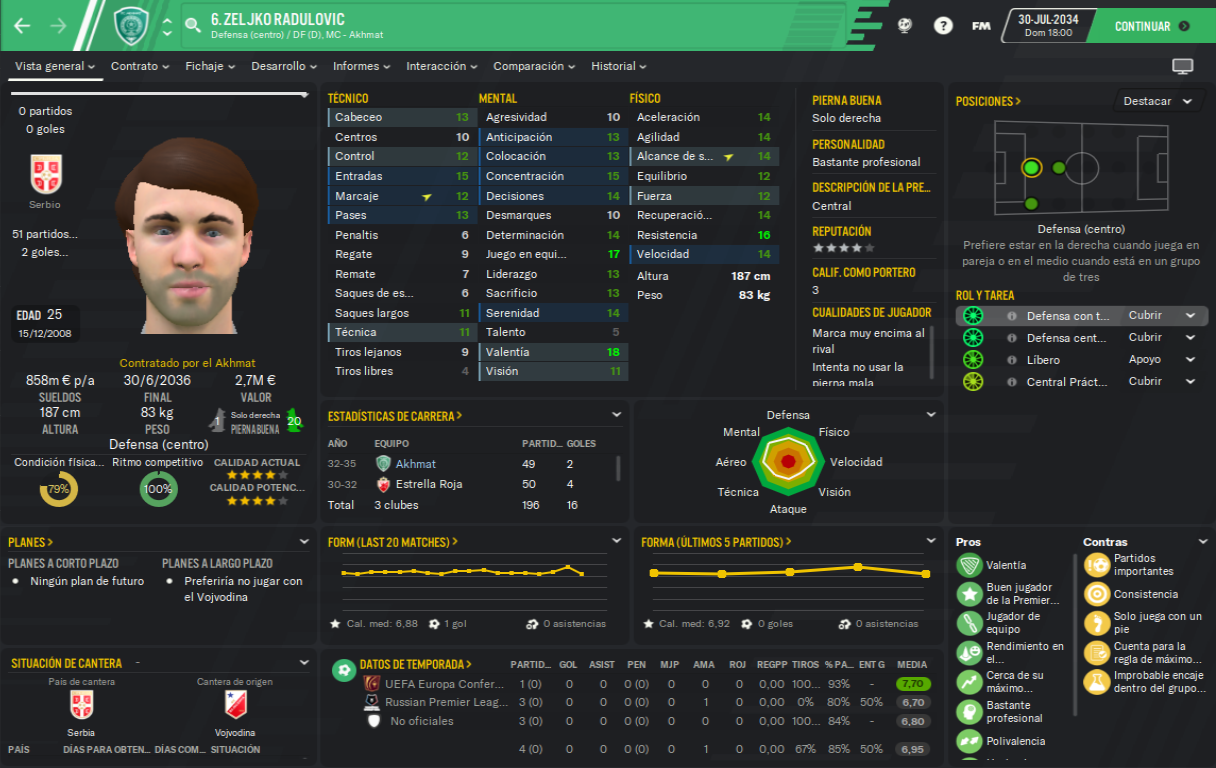 6. ZELJKO RADULOVIC
Defensa (centro) / DF (D), MC - Akhmat
?
FM
30-JUL-2034
Dom 18:00
CONTINUAR
Vista general
Contrato
Fichaje
Desarrollo
Informes
Interacción
Comparación
Historial
0 partidos
0 goles
Serbio
51 partidos...
2 goles...
EDAD 25
15/12/2008
Contratado por el Akhmat
858m € p/a
SUELDOS
30/6/2036
FINAL
2,7M €
VALOR
187 cm
ALTURA
83 kg
PESO
1
Solo derecha
PIERNA BUENA
20
Defensa (centro)
Condición física...
79%
Ritmo competitivo
100%
CALIDAD ACTUAL
CALIDAD POTENC...
TÉCNICO
Cabeceo 13
Centros 10
Control 12
Entradas 15
Marcaje 12
Pases 13
Penaltis 6
Regate 9
Remate 7
Saques de es... 6
Saques largos 11
Técnica 11
Tiros lejanos 9
Tiros libres 4
MENTAL
Agresividad 10
Anticipación 13
Colocación 13
Concentración 15
Decisiones 14
Desmarques 10
Determinación 14
Juego en equi... 17
Liderazgo 13
Sacrificio 13
Serenidad 14
Talento 5
Valentía 18
Visión 11
FÍSICO
Aceleración 14
Agilidad 14
Alcance de s... 14
Equilibrio 12
Fuerza 12
Recuperació... 14
Resistencia 16
Velocidad 14
Altura 187 cm
Peso 83 kg
PIERNA BUENA
Solo derecha
PERSONALIDAD
Bastante profesional
DESCRIPCIÓN DE LA PRE...
Central
REPUTACIÓN
CALIF. COMO PORTERO
3
CUALIDADES DE JUGADOR
Marca muy encima al
rival
Intenta no usar la
pierna mala
POSICIONES >
Destacar
Defensa (centro)
Prefiere estar en la derecha cuando juega en
pareja o en el medio cuando está en un grupo
de tres
ROL Y TAREA
Defensa con t... Cubrir
Defensa cent... Cubrir
Líbero Apoyo
Central Práct... Cubrir
ESTADÍSTICAS DE CARRERA >
AÑO EQUIPO PARTID... GOLES
32-35 Akhmat 49 2
30-32 Estrella Roja 50 4
Total 3 clubes 196 16
Defensa
Físico
Velocidad
Visión
Ataque
Técnica
Aéreo
Mental
PLANES >
PLANES A CORTO PLAZO
Ningún plan de futuro
PLANES A LARGO PLAZO
Preferiría no jugar con
el Vojvodina
FORM (LAST 20 MATCHES) >
Cal. med: 6,88 1 gol 0 asistencias
FORMA (ÚLTIMOS 5 PARTIDOS) >
Cal. med: 6,92 0 goles 0 asistencias
Pros
Valentía
Buen jugador
de la Premier...
Jugador de
equipo
Rendimiento en
el...
Cerca de su
máximo...
Bastante
profesional
Polivalencia
Contras
Partidos
importantes
Consistencia
Solo juega con un
pie
Cuenta para la
regla de máximo...
Improbable encaje
dentro del grupo...
SITUACIÓN DE CANTERA -
País de cantera
Serbia
Cantera de origen
Vojvodina
PAÍS DÍAS PARA OBTEN... DÍAS COM... SITUACIÓN
DATOS DE TEMPORADA > PARTID... GOL ASIST PEN MJP AMA ROJ REGPP TIROS % PA... ENT G MEDIA
UEFA Europa Confer... 1 (0) 0 0 0 (0) 0 0 0 0,00 100... 93% - 7,70
Russian Premier Leag... 3 (0) 0 0 0 (0) 0 1 0 0,00 0% 80% 50% 6,70
No oficiales 3 (0) 0 0 0 (0) 0 0 0 0,00 100... 84% - 6,80
4 (0) 0 0 0 (0) 0 1 0 0,00 67% 85% 50% 6,95